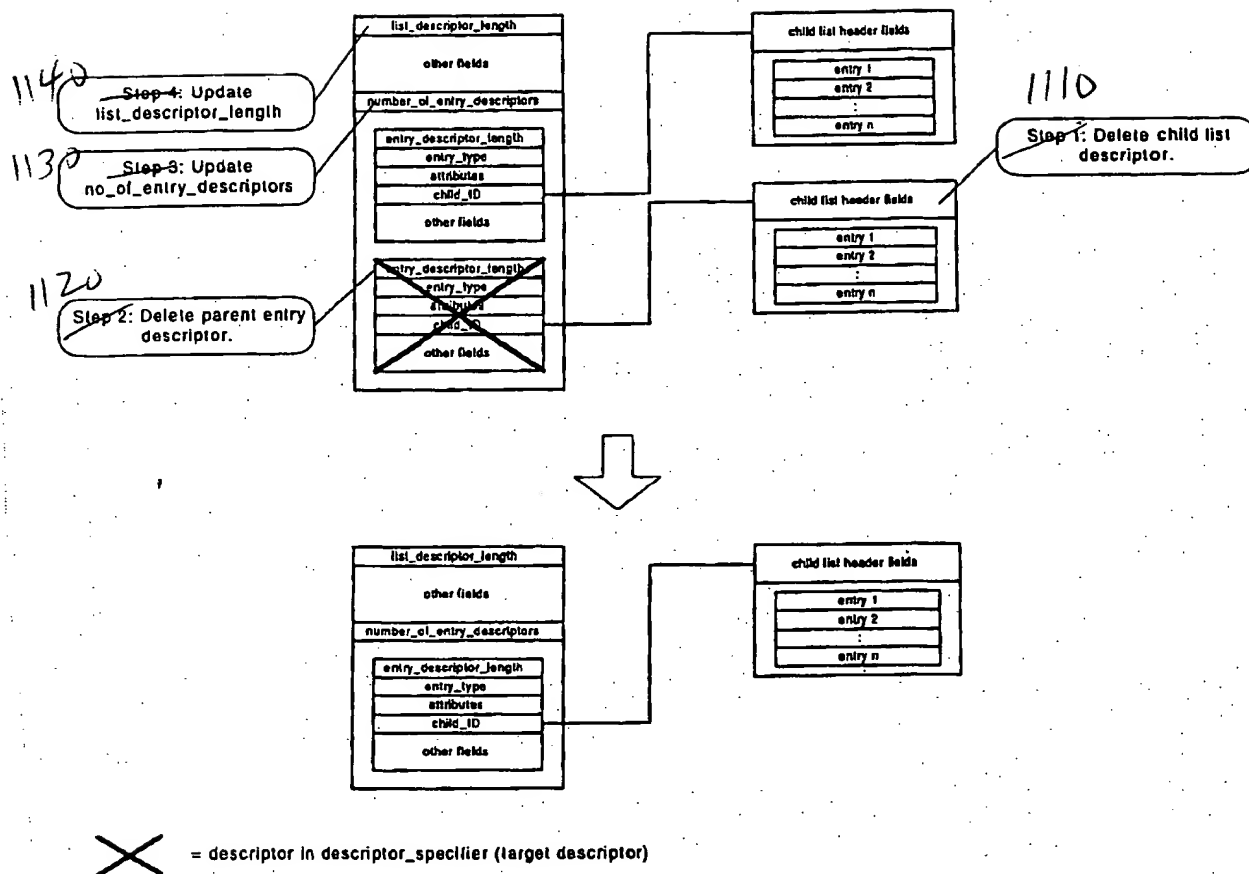 list_descriptor_length
other fields
number_of_entry_descriptors
entry_descriptor_length
entry_type
attributes
child_ID
other fields
entry_descriptor_length
entry_type
attributes
child_ID
other fields
1140
Step 4: Update
list_descriptor_length
1130
Step 3: Update
no_of_entry_descriptors
1120
Step 2: Delete parent entry
descriptor.
child list header fields
entry 1
entry 2
:
entry n
child list header fields
entry 1
entry 2
:
entry n
1110
Step 1: Delete child list
descriptor.
list_descriptor_length
other fields
number_of_entry_descriptors
entry_descriptor_length
entry_type
attributes
child_ID
other fields
child list header fields
entry 1
entry 2
:
entry n
= descriptor in descriptor_specifier (target descriptor)